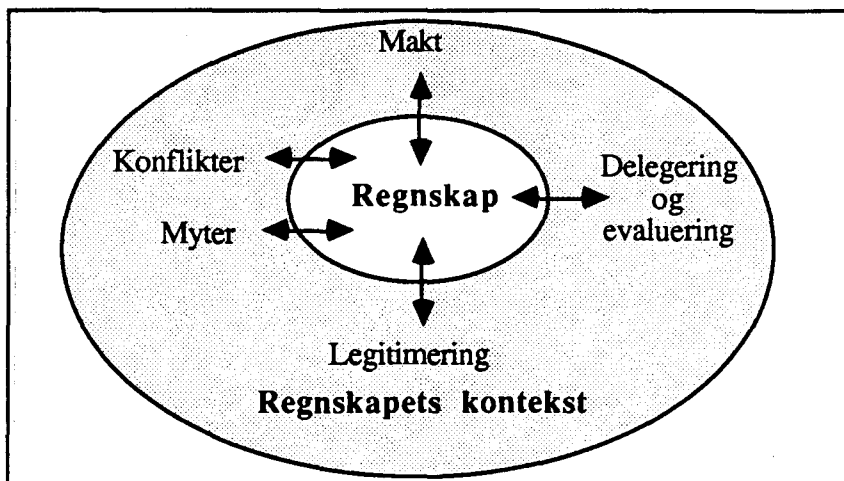 Makt
Konflikter
Myter
Regnskap
Delegering
og
evaluering
Legitimering
Regnskapets kontekst